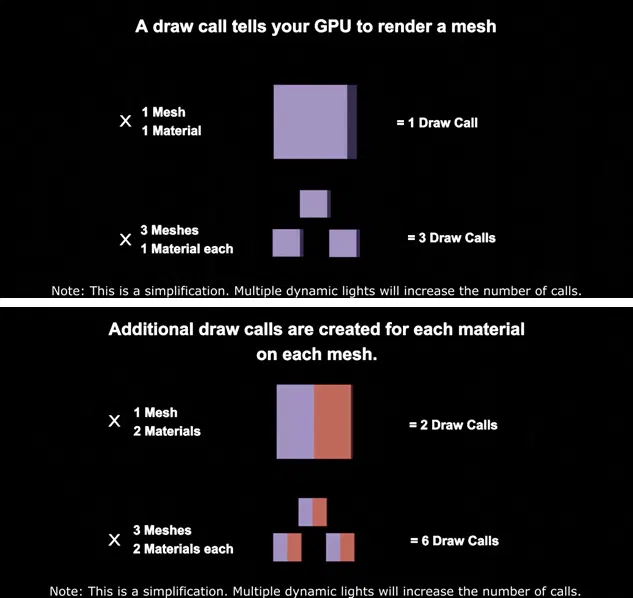 A draw call tells your GPU to render a mesh
x
1 Mesh
1 Material
= 1 Draw Call
x
3 Meshes
1 Material each
= 3 Draw Calls
Note: This is a simplification. Multiple dynamic lights will increase the number of calls.
Additional draw calls are created for each material
on each mesh.
x
1 Mesh
2 Materials
= 2 Draw Calls
x
3 Meshes
2 Materials each
= 6 Draw Calls
Note: This is a simplification. Multiple dynamic lights will increase the number of calls.